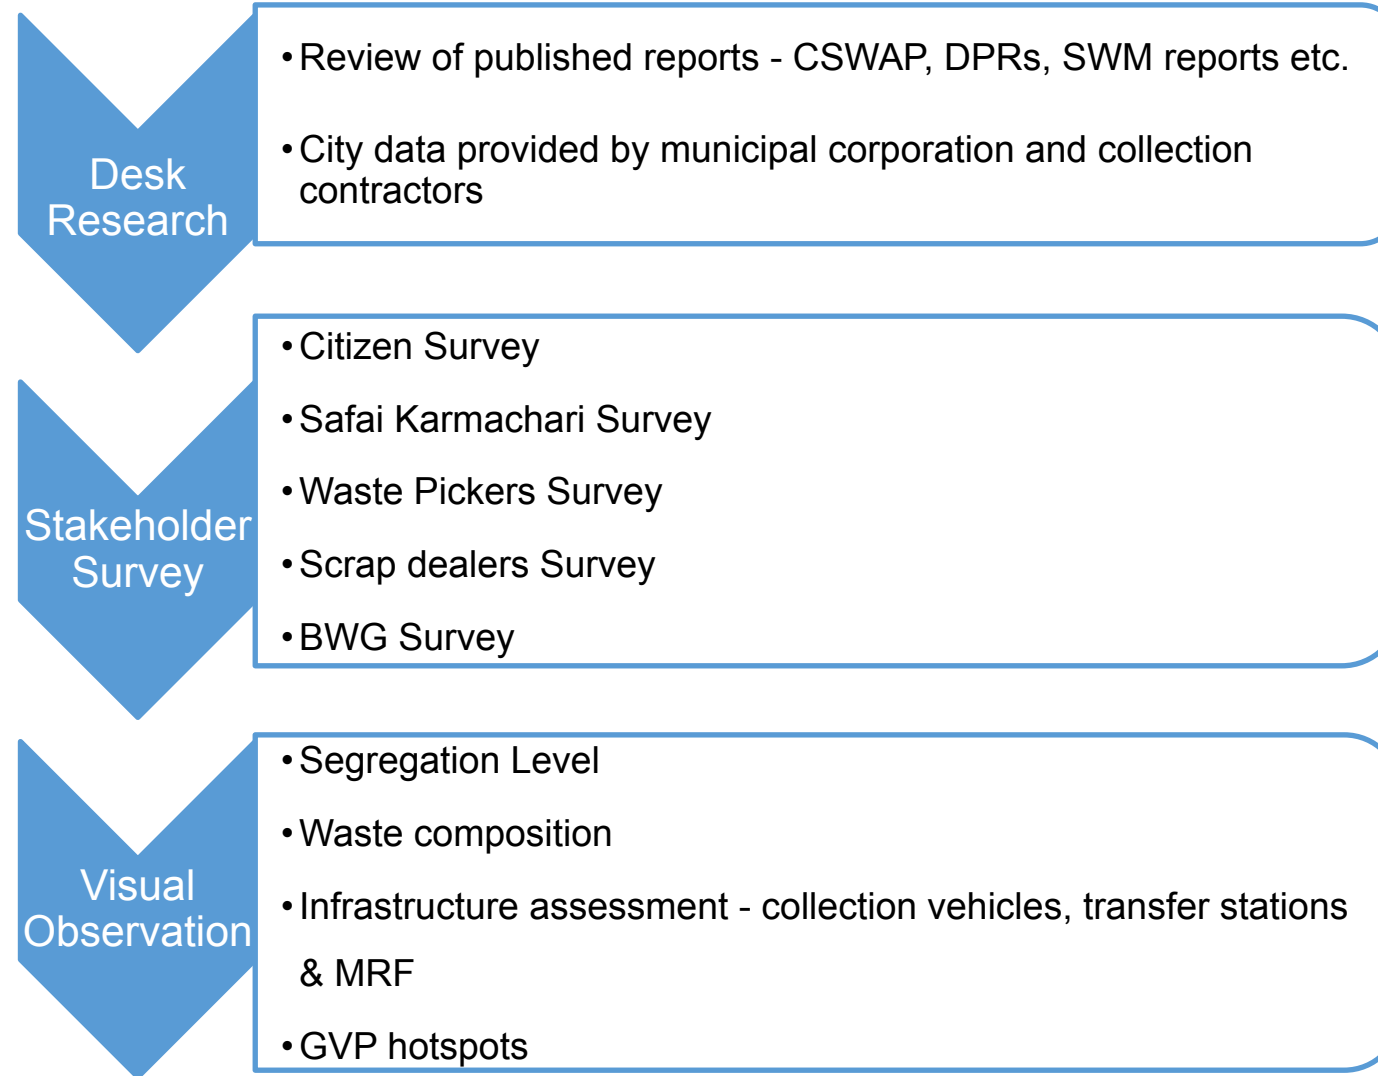 Desk
Research
•Review of published reports - CSWAP, DPRs, SWM reports etc.
•City data provided by municipal corporation and collection
contractors
Stakeholder
Survey
•Citizen Survey
•Safai Karmachari Survey
•Waste Pickers Survey
•Scrap dealers Survey
•BWG Survey
Visual
Observation
•Segregation Level
•Waste composition
•Infrastructure assessment - collection vehicles, transfer stations
& MRF
•GVP hotspots